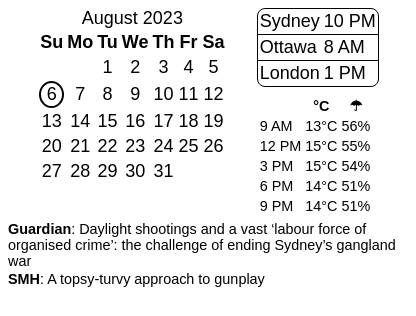 August 2023
Su Mo Tu We Th Fr Sa
1 2 3 4 5
6 7 8 9 10 11 12
13 14 15 16 17 18 19
20 21 22 23 24 25 26
27 28 29 30 31
Sydney 10 PM
Ottawa 8 AM
London 1 PM
°C ☂
9 AM 13°C 56%
12 PM 15°C 55%
3 PM 15°C 54%
6 PM 14°C 51%
9 PM 14°C 51%
Guardian: Daylight shootings and a vast ‘labour force of
organised crime’: the challenge of ending Sydney’s gangland
war
SMH: A topsy-turvy approach to gunplay